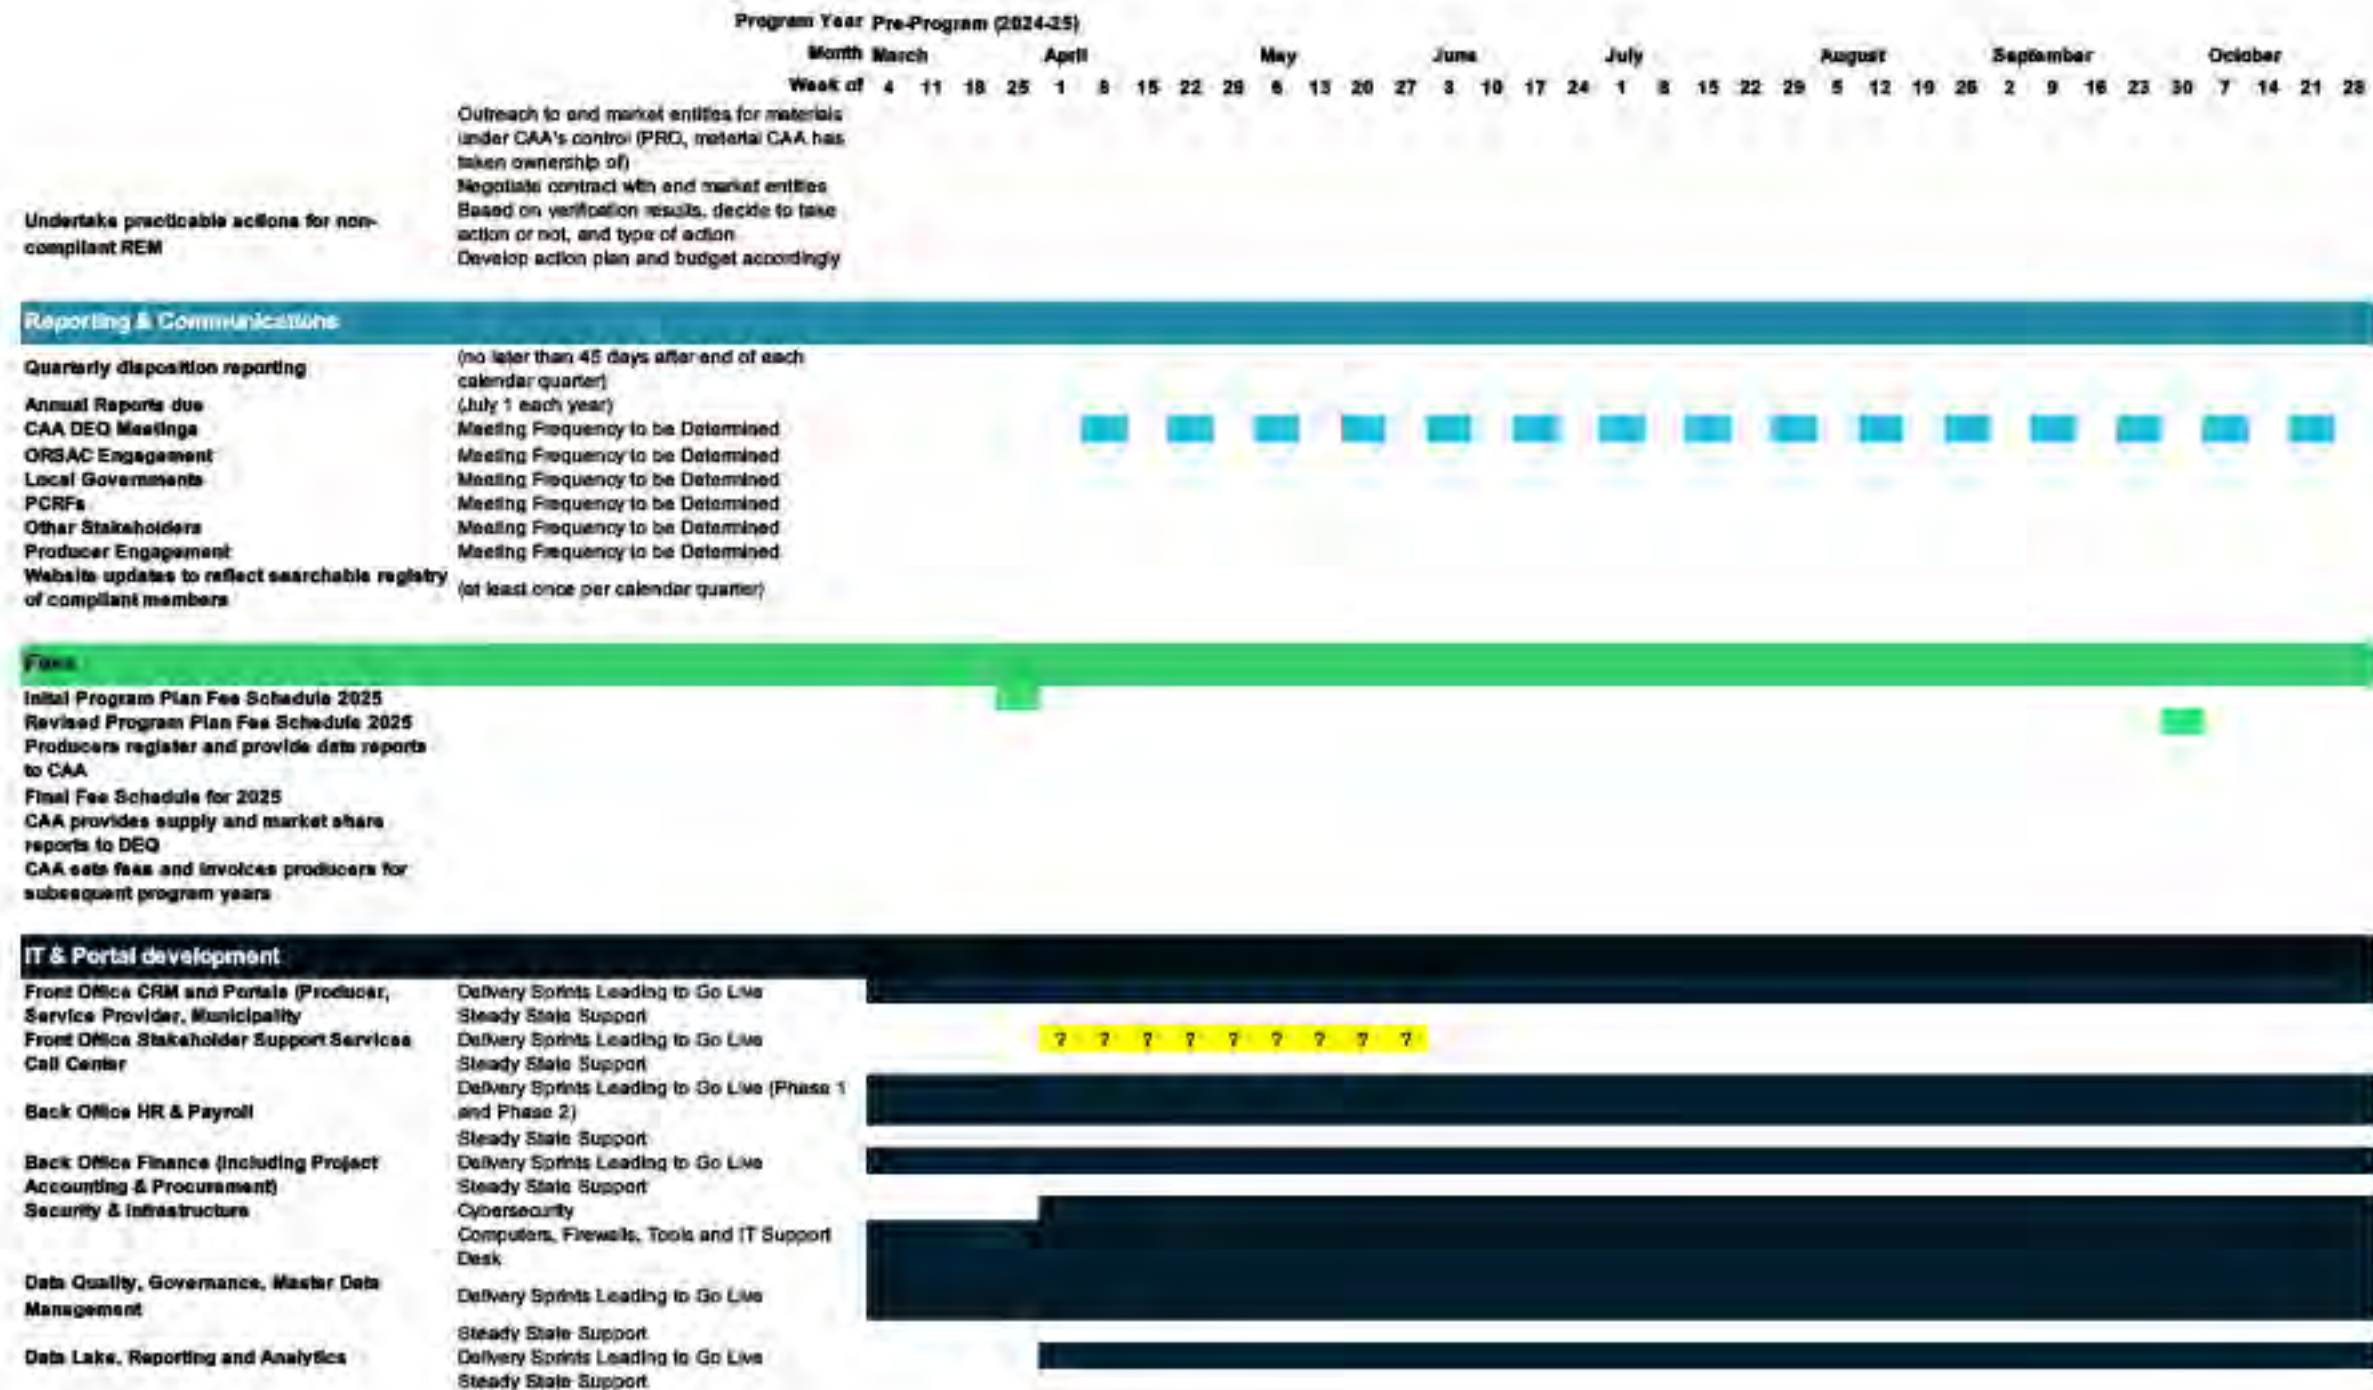 Program Year Pre-Program (2024-25)
Month March April May June July August September October
Week of 4 11 18 25 1 8 15 22 29 6 13 20 27 3 10 17 24 1 8 15 22 29 5 12 19 26 2 9 16 23 30 7 14 21 28
Outreach to end market entities for materials
under CAA's control (PRO, material CAA has
taken ownership of)
Negotiate contract with end market entities
Undertake practicable actions for non-
compliant REM
Based on verification results, decide to take
action or not, and type of action
Develop action plan and budget accordingly
Reporting & Communications
Quarterly disposition reporting
(no later than 45 days after end of each
calendar quarter)
Annual Reports due (July 1 each year)
CAA DEQ Meetings Meeting Frequency to be Determined
ORSAC Engagement Meeting Frequency to be Determined
Local Governments Meeting Frequency to be Determined
PCRFs Meeting Frequency to be Determined
Other Stakeholders Meeting Frequency to be Determined
Producer Engagement Meeting Frequency to be Determined
Website updates to reflect searchable registry
of compliant members
(at least once per calendar quarter)
Fees
Inital Program Plan Fee Schedule 2025
Revised Program Plan Fee Schedule 2025
Producers register and provide data reports
to CAA
Final Fee Schedule for 2025
CAA provides supply and market share
reports to DEQ
CAA sets fees and invoices producers for
subsequent program years
IT & Portal development
Front Office CRM and Portals (Producer, Delivery Sprints Leading to Go Live
Service Provider, Municipality Steady State Support
Front Office Stakeholder Support Services Delivery Sprints Leading to Go Live ? ? ? ? ? ? ? ? ?
Call Center Steady State Support
Back Office HR & Payroll
Delivery Sprints Leading to Go Live (Phase 1
and Phase 2)
Steady State Support
Back Office Finance (Including Project Delivery Sprints Leading to Go Live
Accounting & Procurement) Steady State Support
Security & Infrastructure Cybersecurity
Computers, Firewalls, Tools and IT Support
Desk
Data Quality, Governance, Master Data
Management
Delivery Sprints Leading to Go Live
Steady State Support
Data Lake, Reporting and Analytics Delivery Sprints Leading to Go Live
Steady State Support